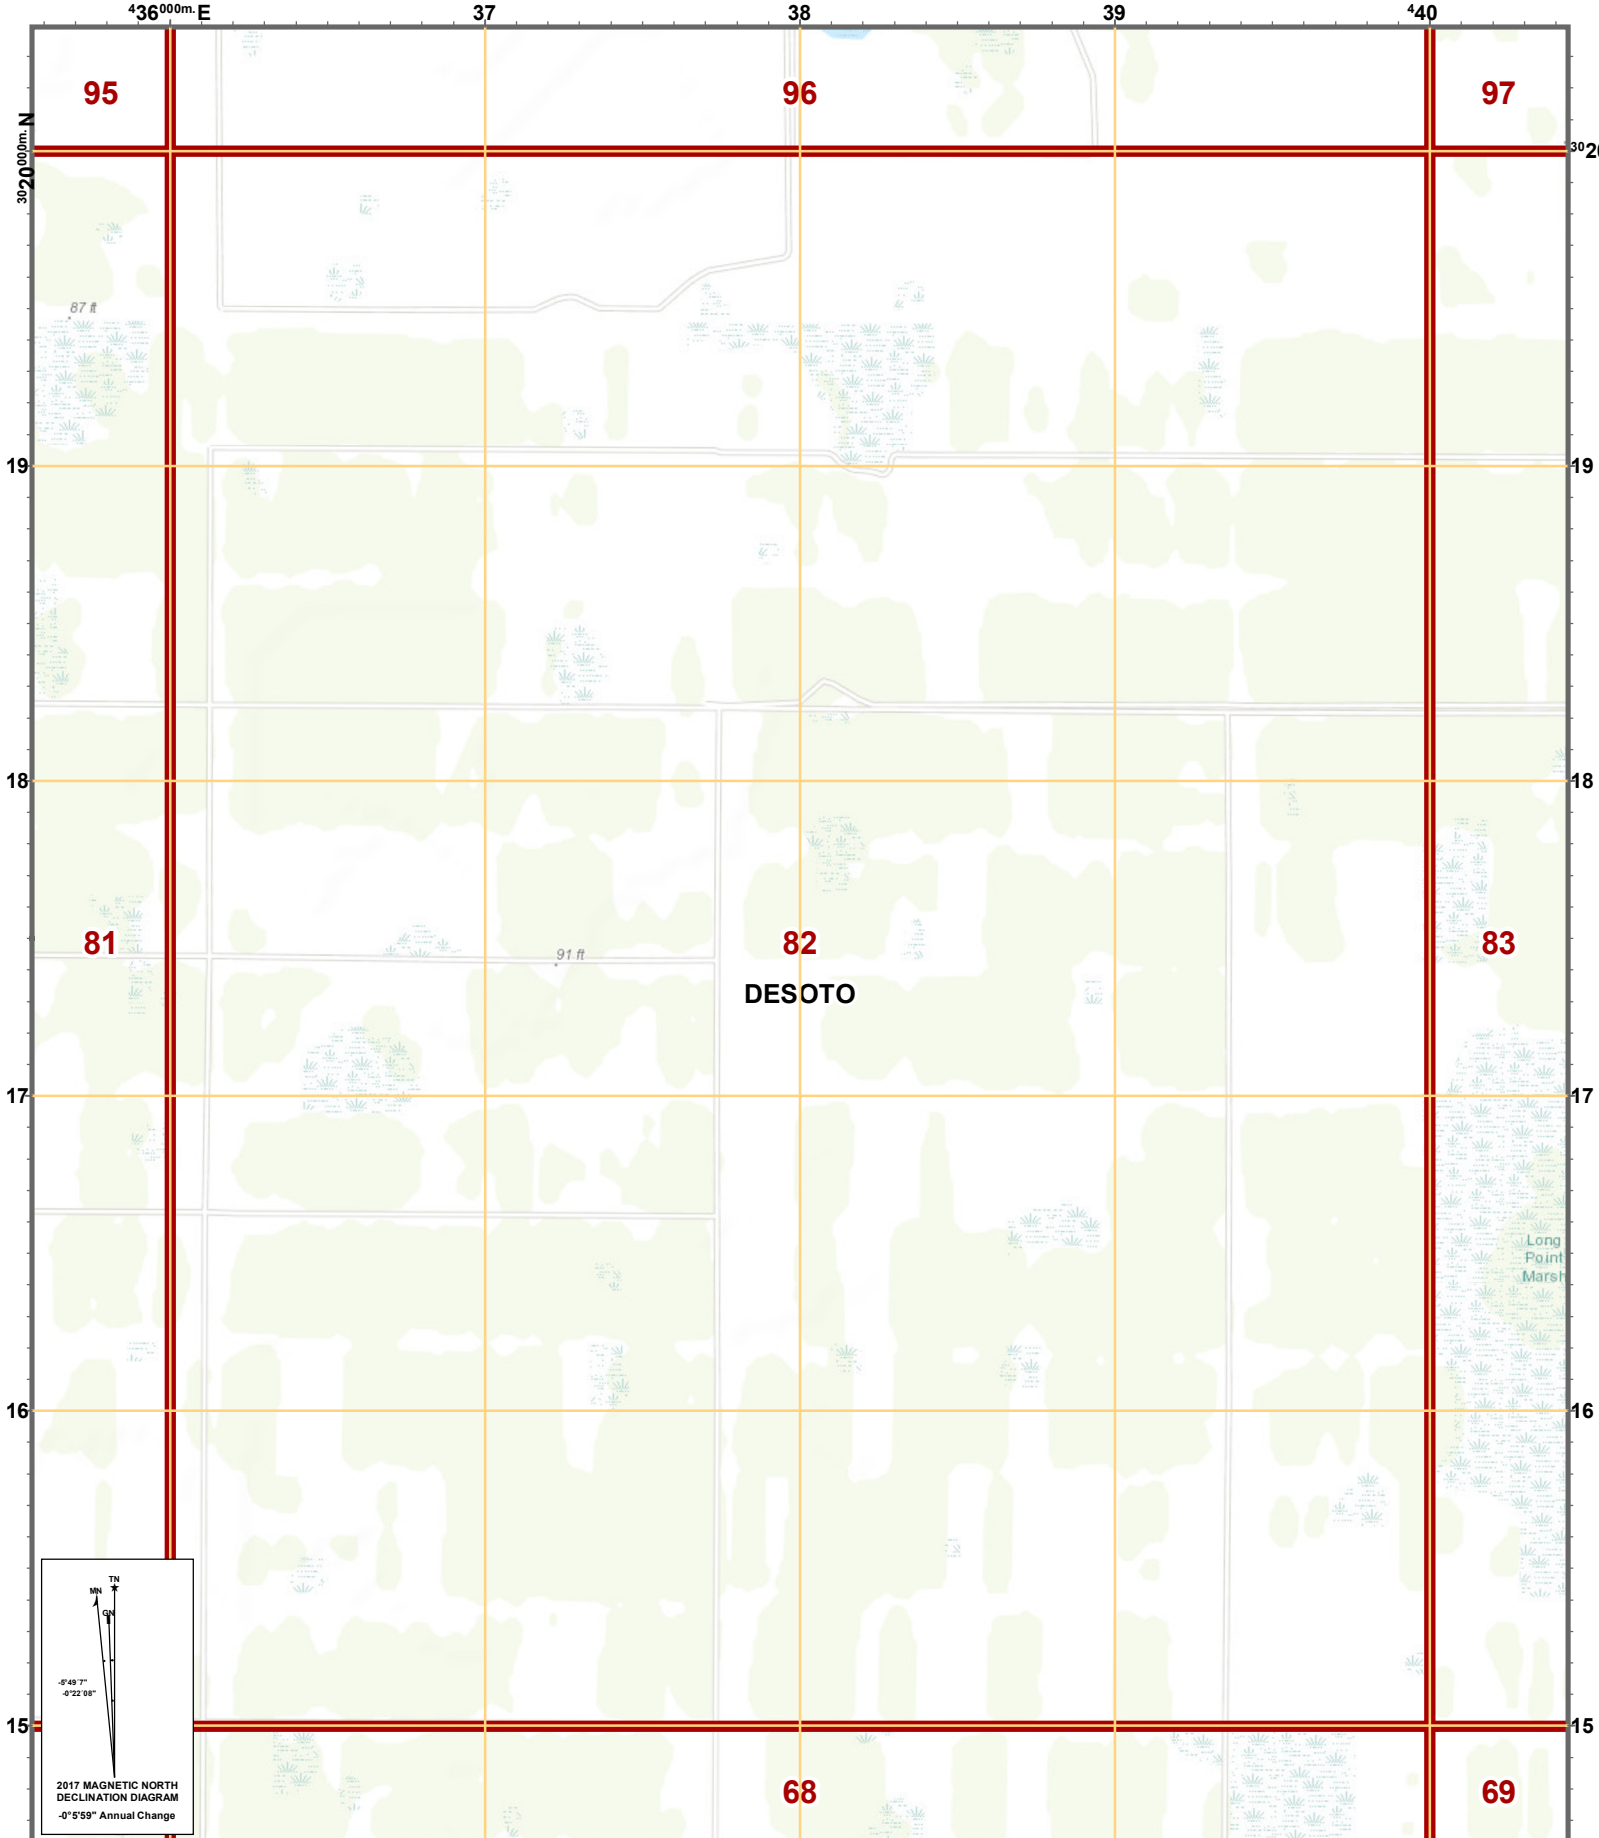 436000m. E 37 38 39 440
95 96 97
3020000m. N
87 ft
19 19
18 18
81 82 83
91 ft
DESOTO
17 17
Long
Point
Marsh
16 16
TN
MN
GN
-5°49'7"
-0°22'08"
15 15
2017 MAGNETIC NORTH
DECLINATION DIAGRAM
-0°5'59" Annual Change
68 69